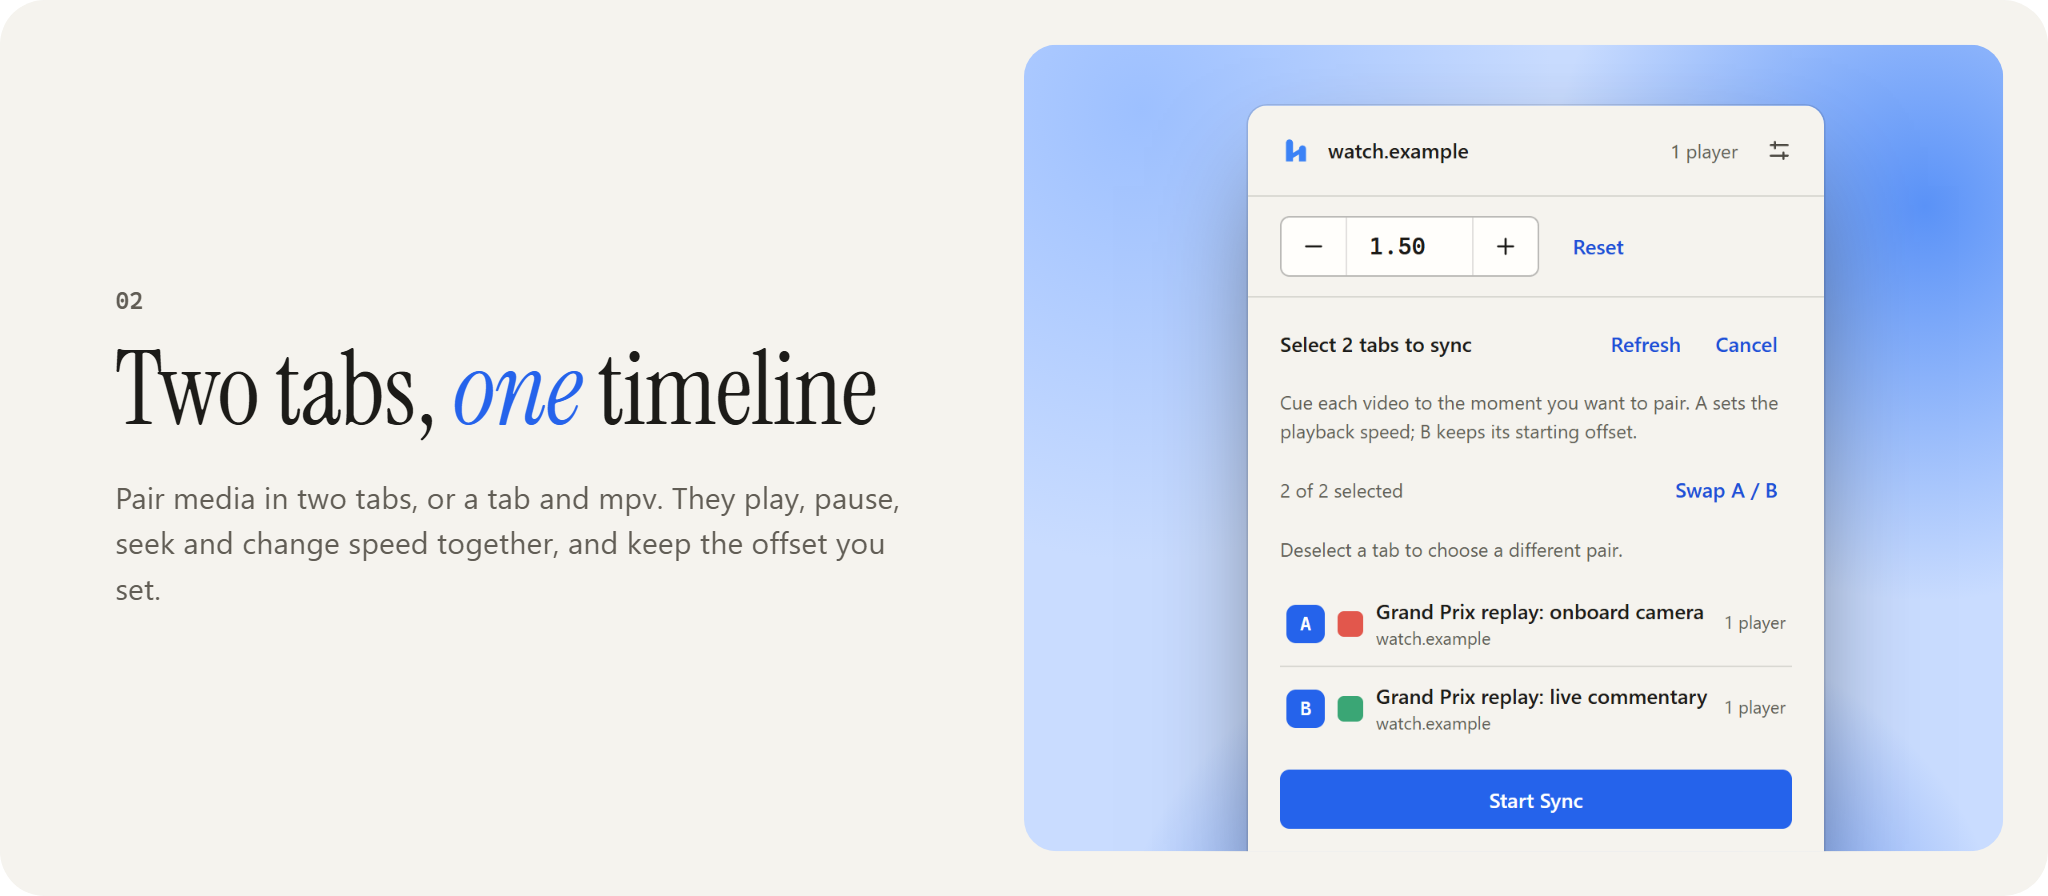 02
Two tabs, one timeline
Pair media in two tabs, or a tab and mpv. They play, pause,
seek and change speed together, and keep the offset you
set.
watch.example
1 player
1.50
Reset
Select 2 tabs to sync
Refresh
Cancel
Cue each video to the moment you want to pair. A sets the
playback speed; B keeps its starting offset.
2 of 2 selected
Swap A / B
Deselect a tab to choose a different pair.
A
Grand Prix replay: onboard camera
watch.example
1 player
B
Grand Prix replay: live commentary
watch.example
1 player
Start Sync